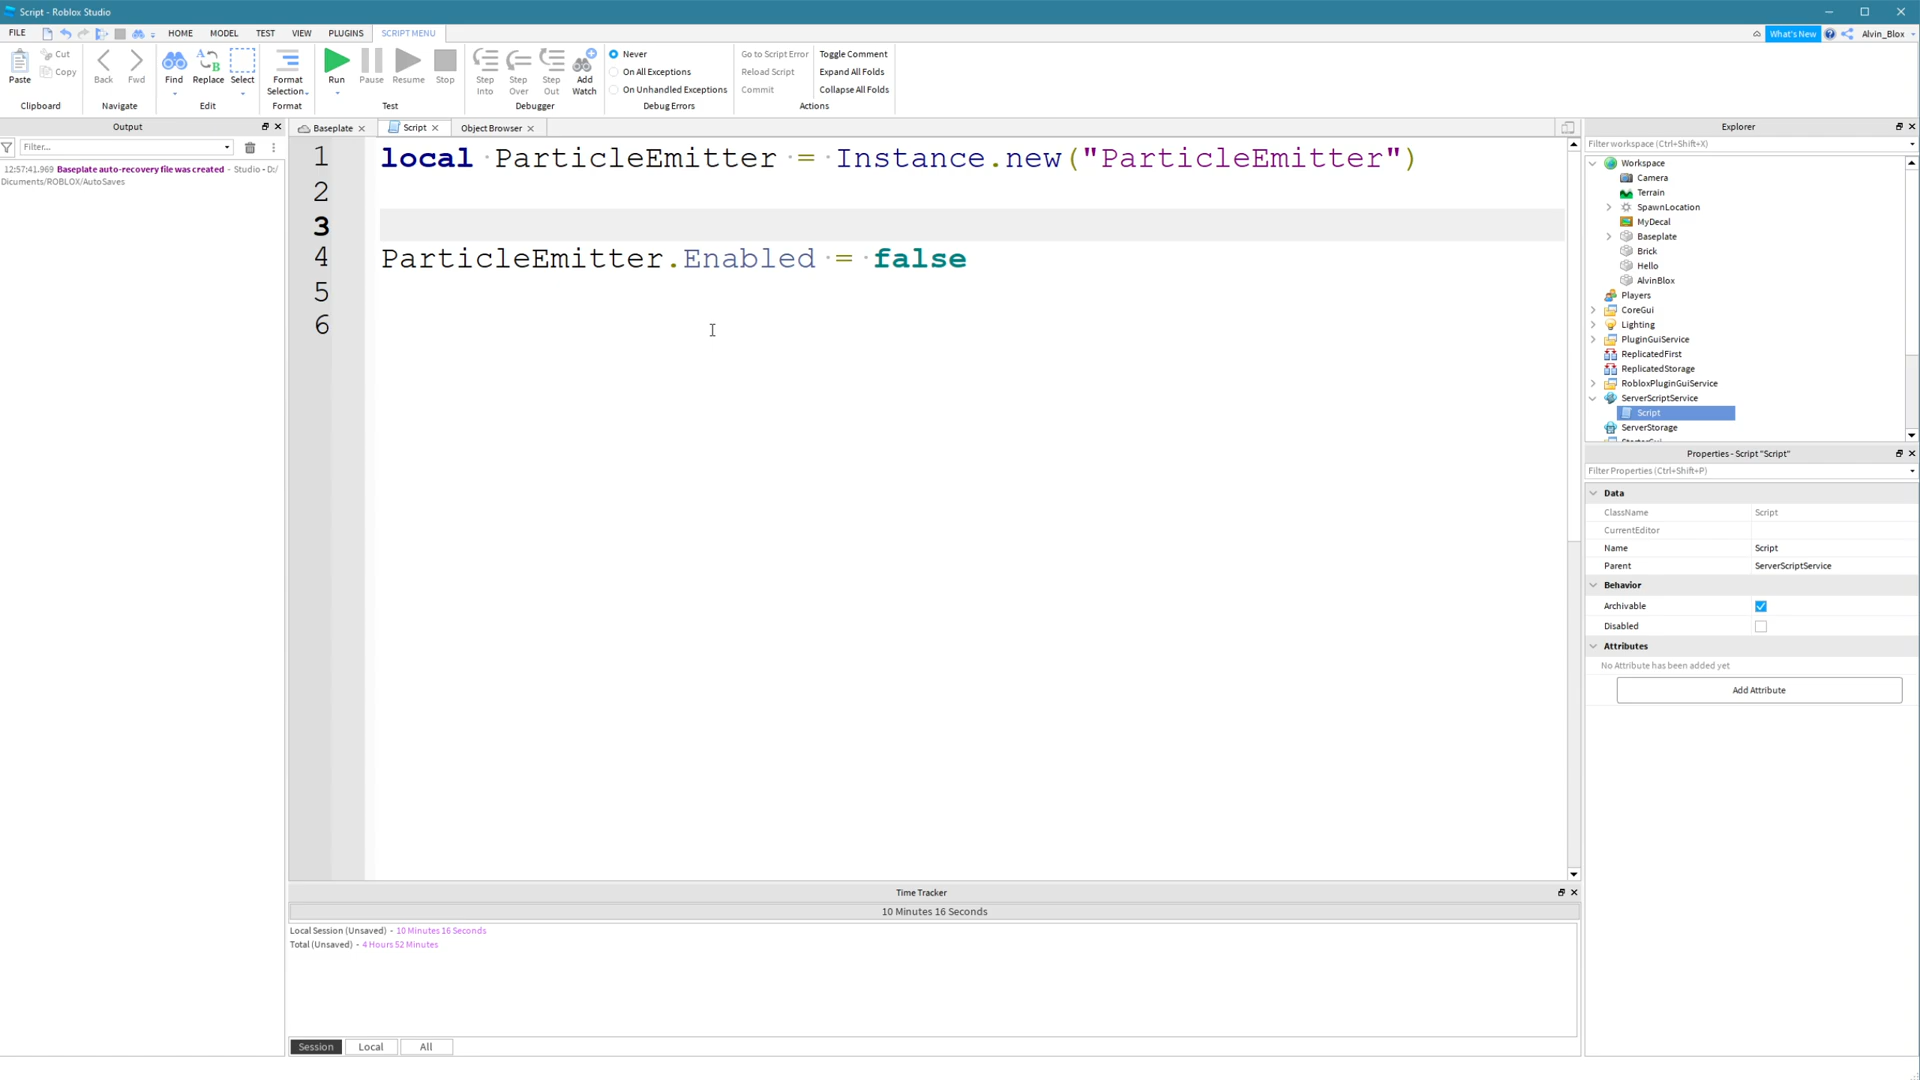 Script - Roblox Studio
FILE HOME MODEL TEST VIEW PLUGINS SCRIPT MENU What's New Alvin_Blox
Paste Cut Copy Clipboard
Back Fwd Navigate
Find Replace Select Edit
Format Selection Format
Run Pause Resume Stop Test
Step Into Step Over Step Out Add Watch Debugger
Never
On All Exceptions
On Unhandled Exceptions
Debug Errors
Go to Script Error Toggle Comment
Reload Script Expand All Folds
Commit Collapse All Folds
Actions
Output
Filter...
12:57:41.969 Baseplate auto-recovery file was created - Studio - D:/
Dicuments/ROBLOX/AutoSaves
Baseplate Script Object Browser
1 local ParticleEmitter = Instance.new("ParticleEmitter")
2
3
4 ParticleEmitter.Enabled = false
5
6
Time Tracker
10 Minutes 16 Seconds
Local Session (Unsaved) - 10 Minutes 16 Seconds
Total (Unsaved) - 4 Hours 52 Minutes
Session Local All
Explorer
Filter workspace (Ctrl+Shift+X)
Workspace
Camera
Terrain
SpawnLocation
MyDecal
Baseplate
Brick
Hello
AlvinBlox
Players
CoreGui
Lighting
PluginGuiService
ReplicatedFirst
ReplicatedStorage
RobloxPluginGuiService
ServerScriptService
Script
ServerStorage
Properties - Script "Script"
Filter Properties (Ctrl+Shift+P)
Data
ClassName Script
CurrentEditor
Name Script
Parent ServerScriptService
Behavior
Archivable
Disabled
Attributes
No Attribute has been added yet
Add Attribute